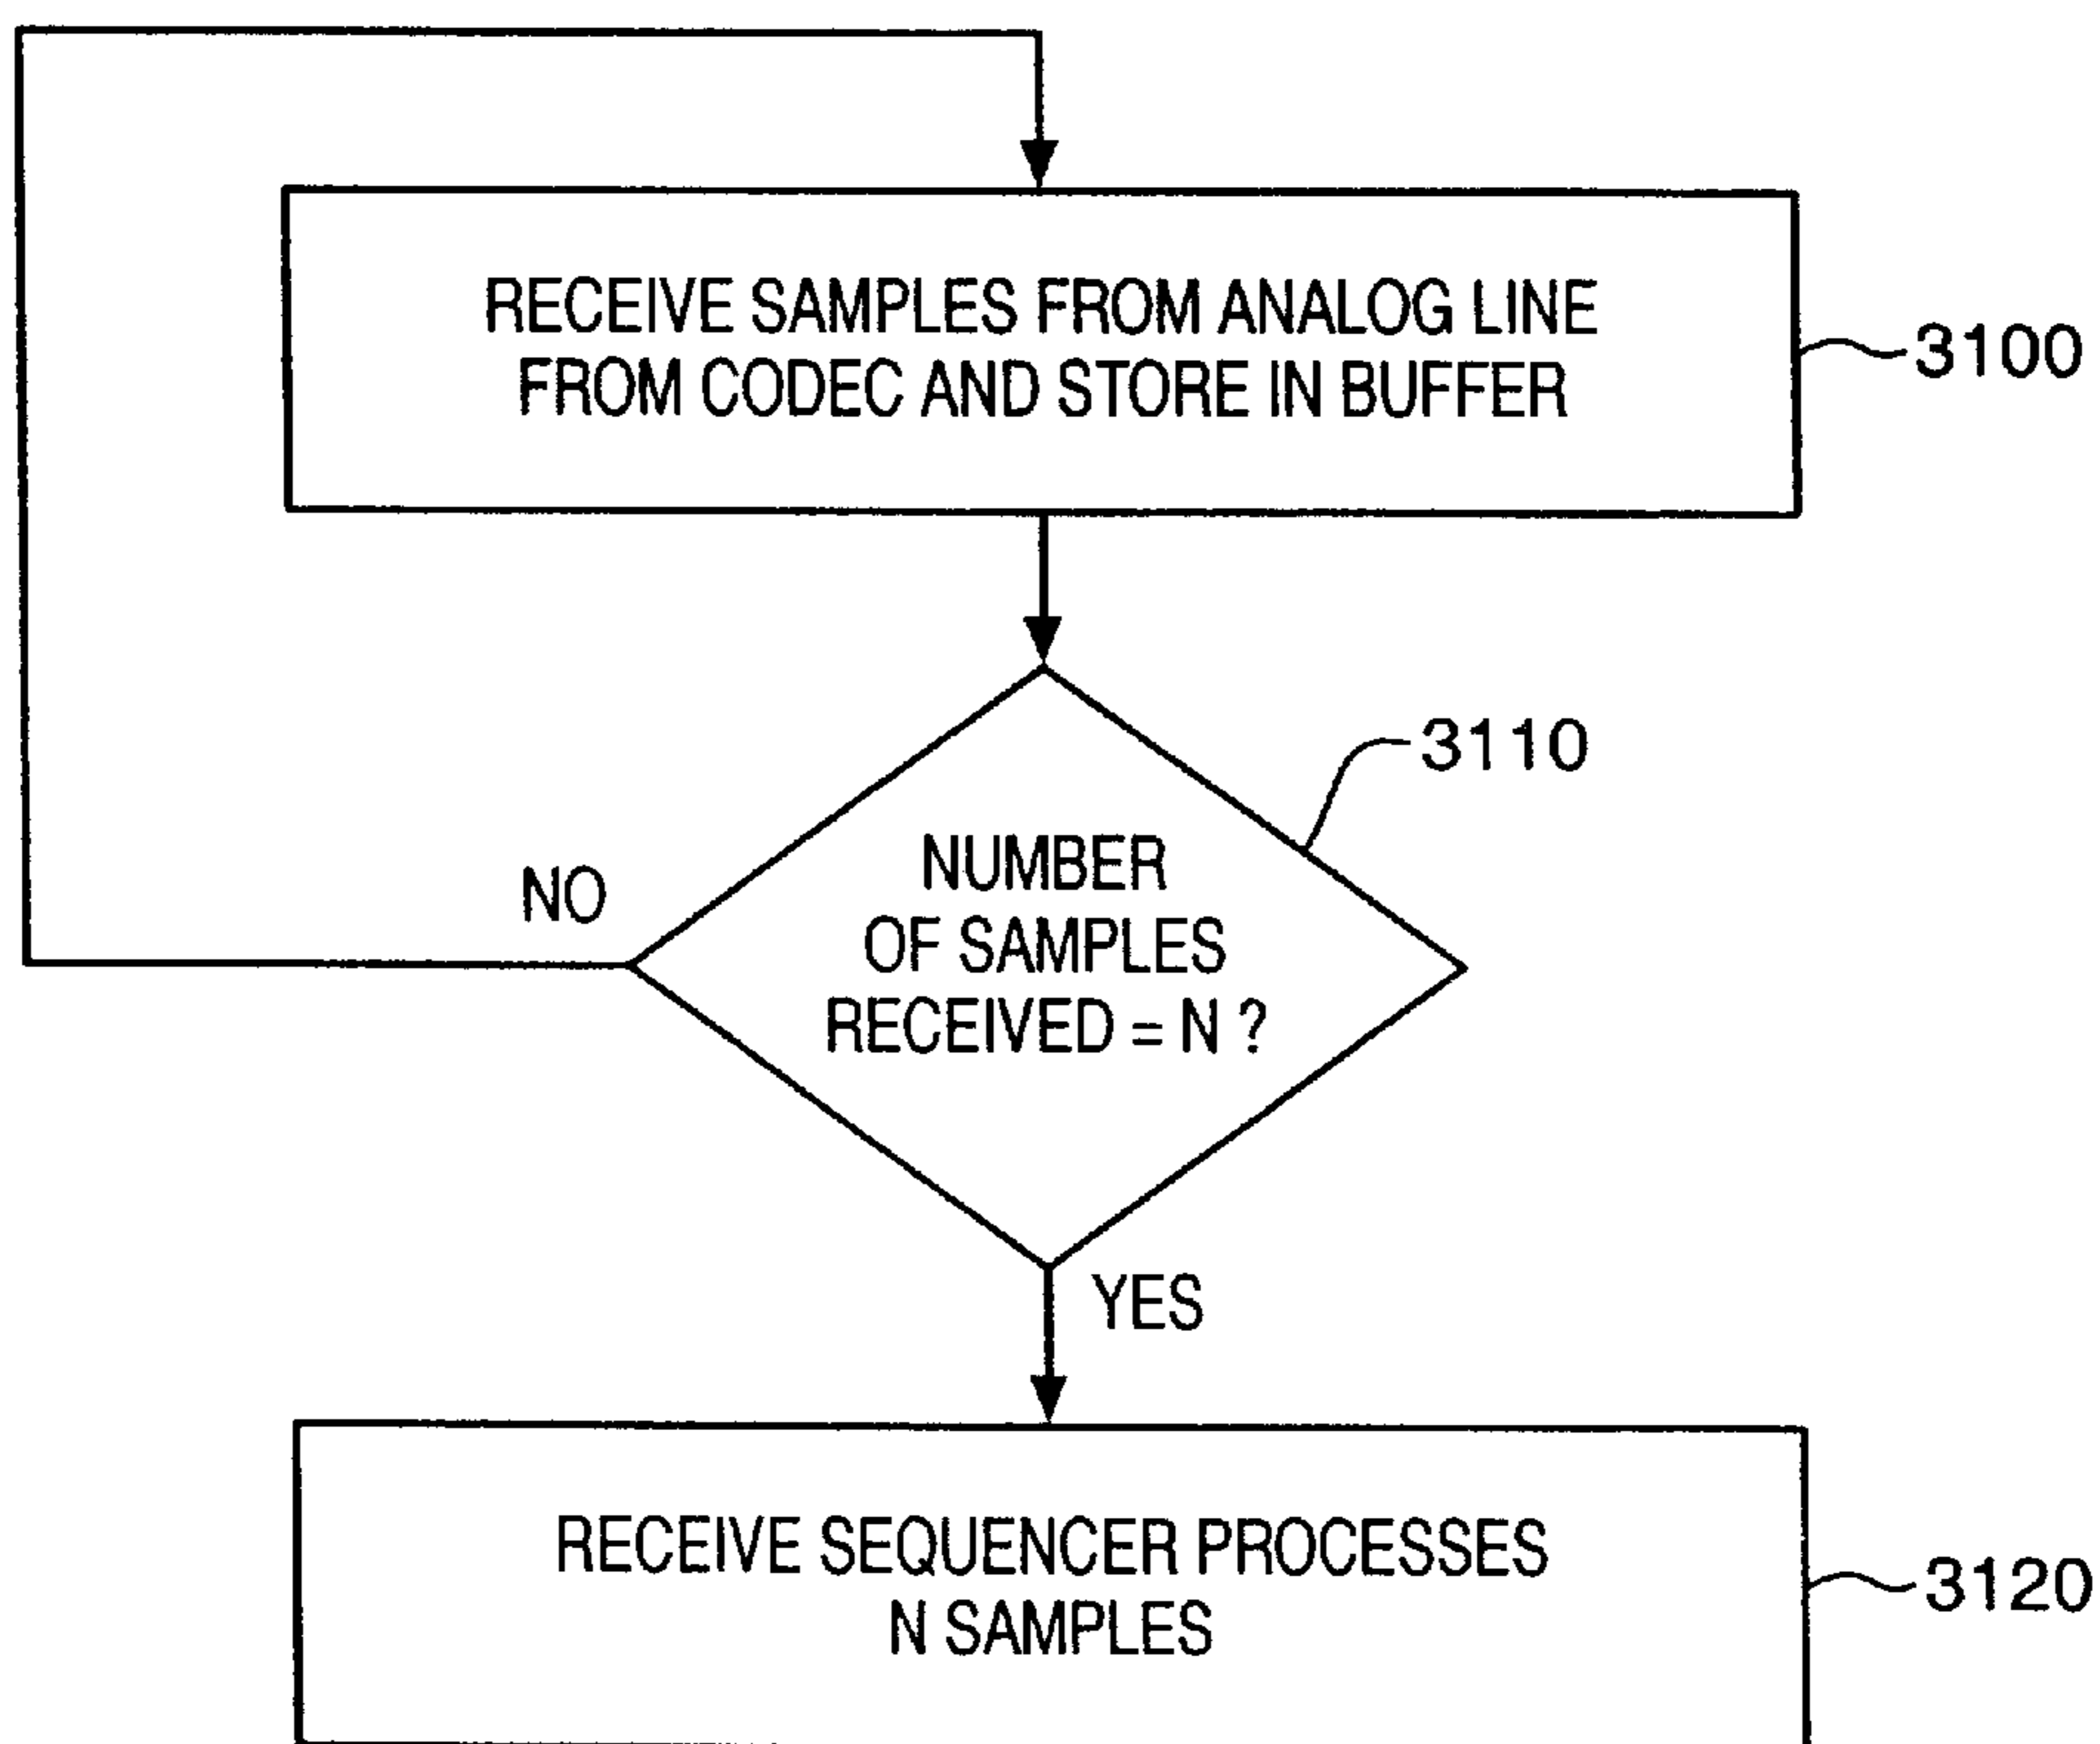 RECEIVE SAMPLES FROM ANALOG LINE
FROM CODEC AND STORE IN BUFFER
3100
3110
NUMBER
OF SAMPLES
RECEIVED = N ?
NO
YES
RECEIVE SEQUENCER PROCESSES
N SAMPLES
3120